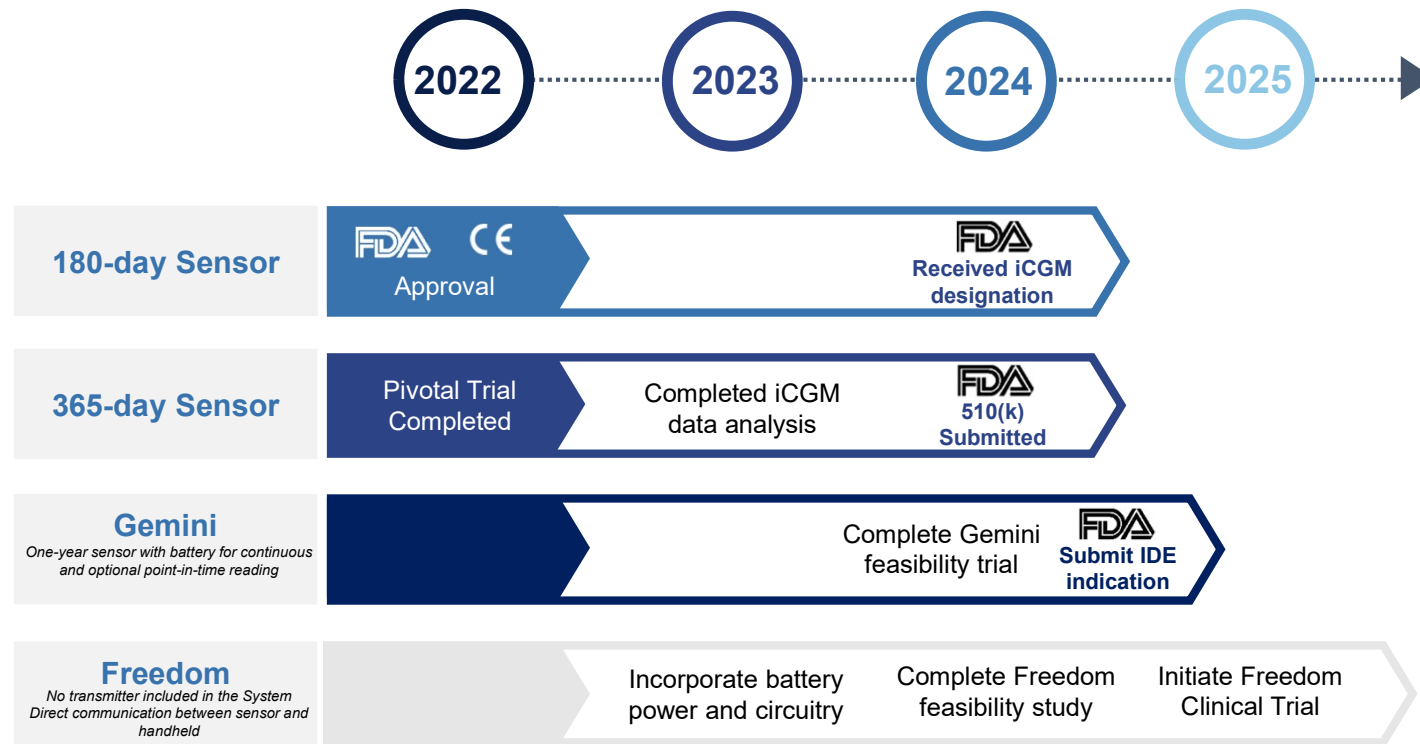 2022
2023
2024
2025
180-day Sensor
FDA CE
Approval
FDA
Received iCGM
designation
365-day Sensor
Pivotal Trial
Completed
Completed iCGM
data analysis
FDA
510(k)
Submitted
Gemini
One-year sensor with battery for continuous
and optional point-in-time reading
Complete Gemini
feasibility trial
FDA
Submit IDE
indication
Freedom
No transmitter included in the System
Direct communication between sensor and
handheld
Incorporate battery
power and circuitry
Complete Freedom
feasibility study
Initiate Freedom
Clinical Trial